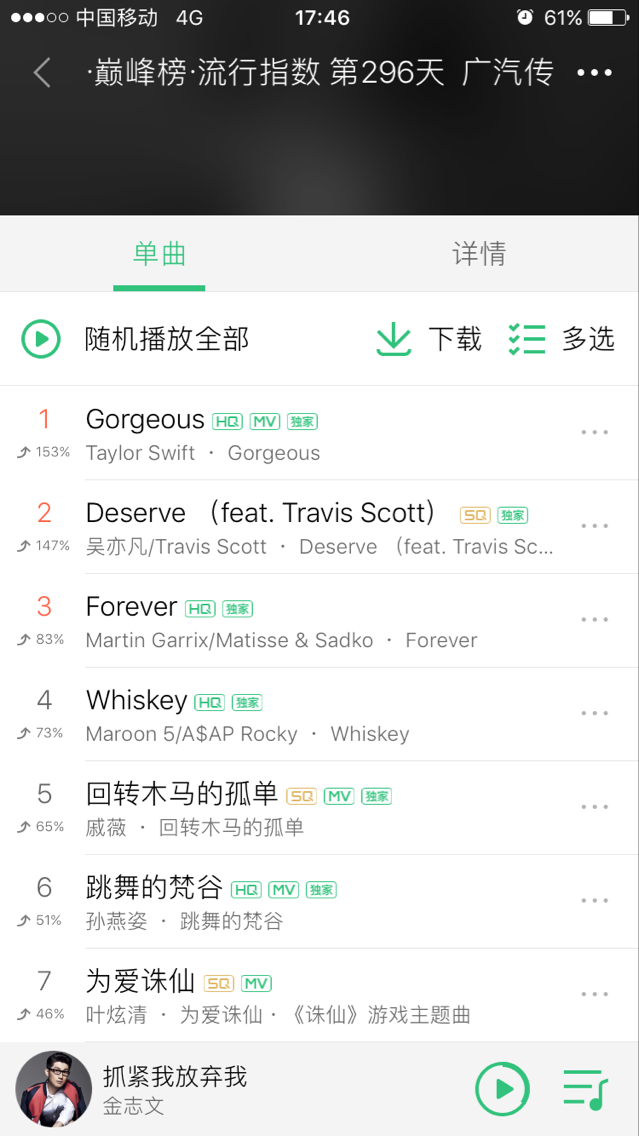 中国移动 4G 17:46 61%
·巅峰榜·流行指数 第296天 广汽传
单曲 详情
随机播放全部 下载 多选
1 Gorgeous HQ MV 独家
153% Taylor Swift · Gorgeous
2 Deserve （feat. Travis Scott） SQ 独家
147% 吴亦凡/Travis Scott · Deserve （feat. Travis Sc...
3 Forever HQ 独家
83% Martin Garrix/Matisse & Sadko · Forever
4 Whiskey HQ 独家
73% Maroon 5/A$AP Rocky · Whiskey
5 回转木马的孤单 SQ MV 独家
65% 戚薇 · 回转木马的孤单
6 跳舞的梵谷 HQ MV 独家
51% 孙燕姿 · 跳舞的梵谷
7 为爱诛仙 SQ MV
46% 叶炫清 · 为爱诛仙 · 《诛仙》游戏主题曲
抓紧我放弃我
金志文